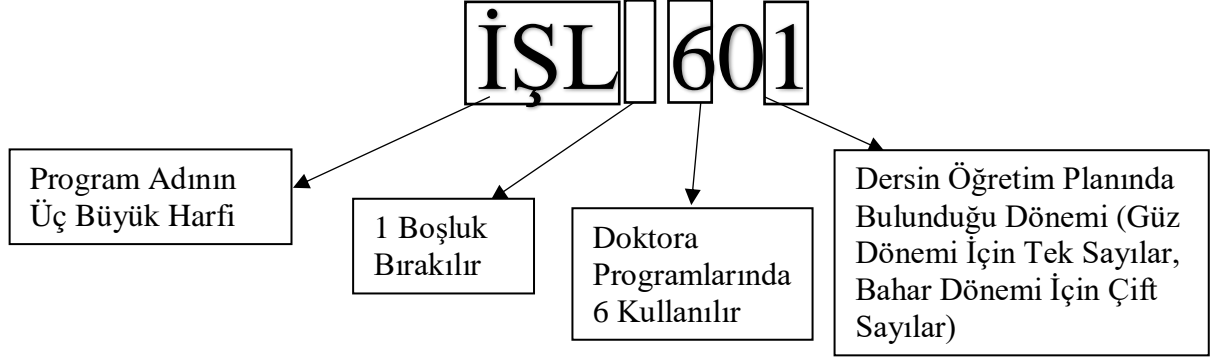 İŞL 601
Program Adının
Üç Büyük Harfi
1 Boşluk
Bırakılır
Doktora
Programlarında
6 Kullanılır
Dersin Öğretim Planında
Bulunduğu Dönemi (Güz
Dönemi İçin Tek Sayılar,
Bahar Dönemi İçin Çift
Sayılar)